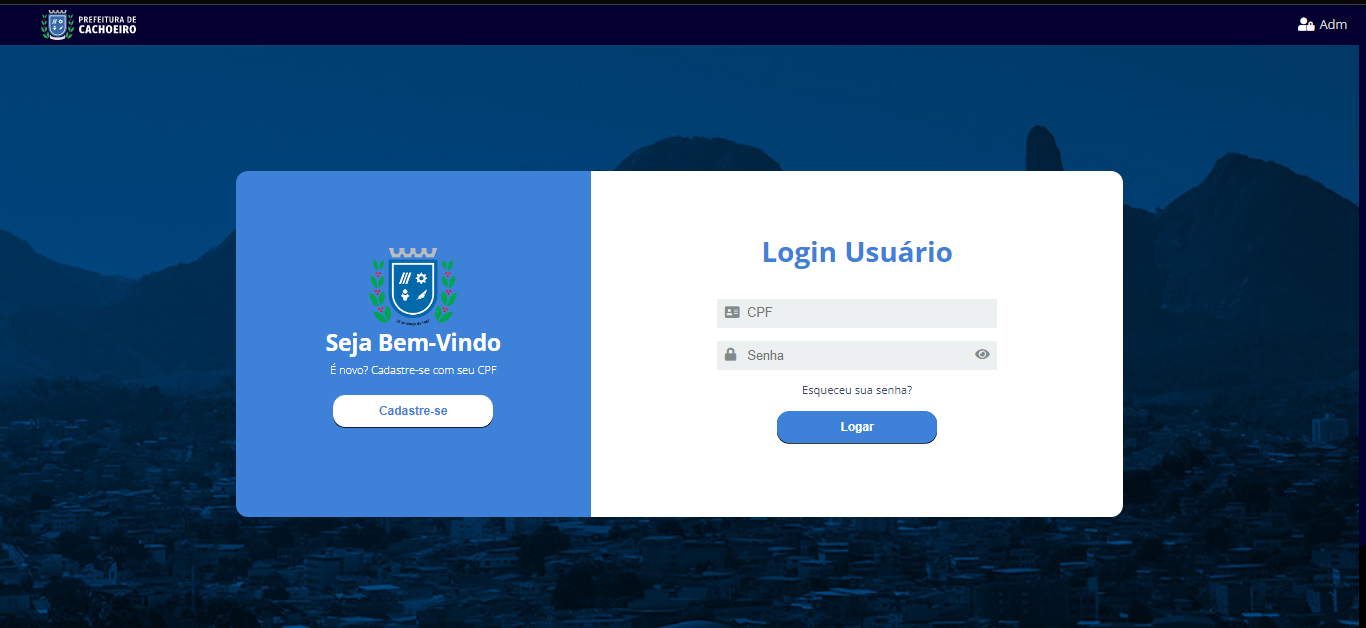 PREFEITURA DE
CACHOEIRO
Adm
Seja Bem-Vindo
É novo? Cadastre-se com seu CPF
Cadastre-se
Login Usuário
CPF
Senha
Esqueceu sua senha?
Logar